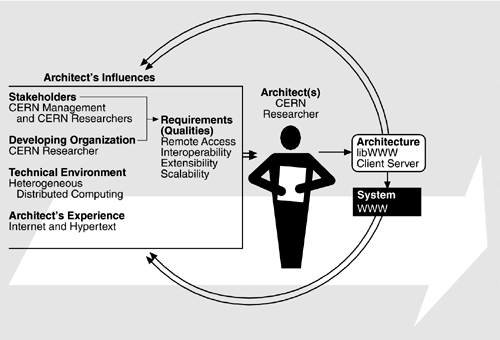 Architect's Influences
Stakeholders
CERN Management
and CERN Researchers
Developing Organization
CERN Researcher
Technical Environment
Heterogeneous
Distributed Computing
Architect's Experience
Internet and Hypertext
Requirements
(Qualities)
Remote Access
Interoperability
Extensibility
Scalability
Architect(s)
CERN
Researcher
Architecture
libWWW
Client Server
System
WWW